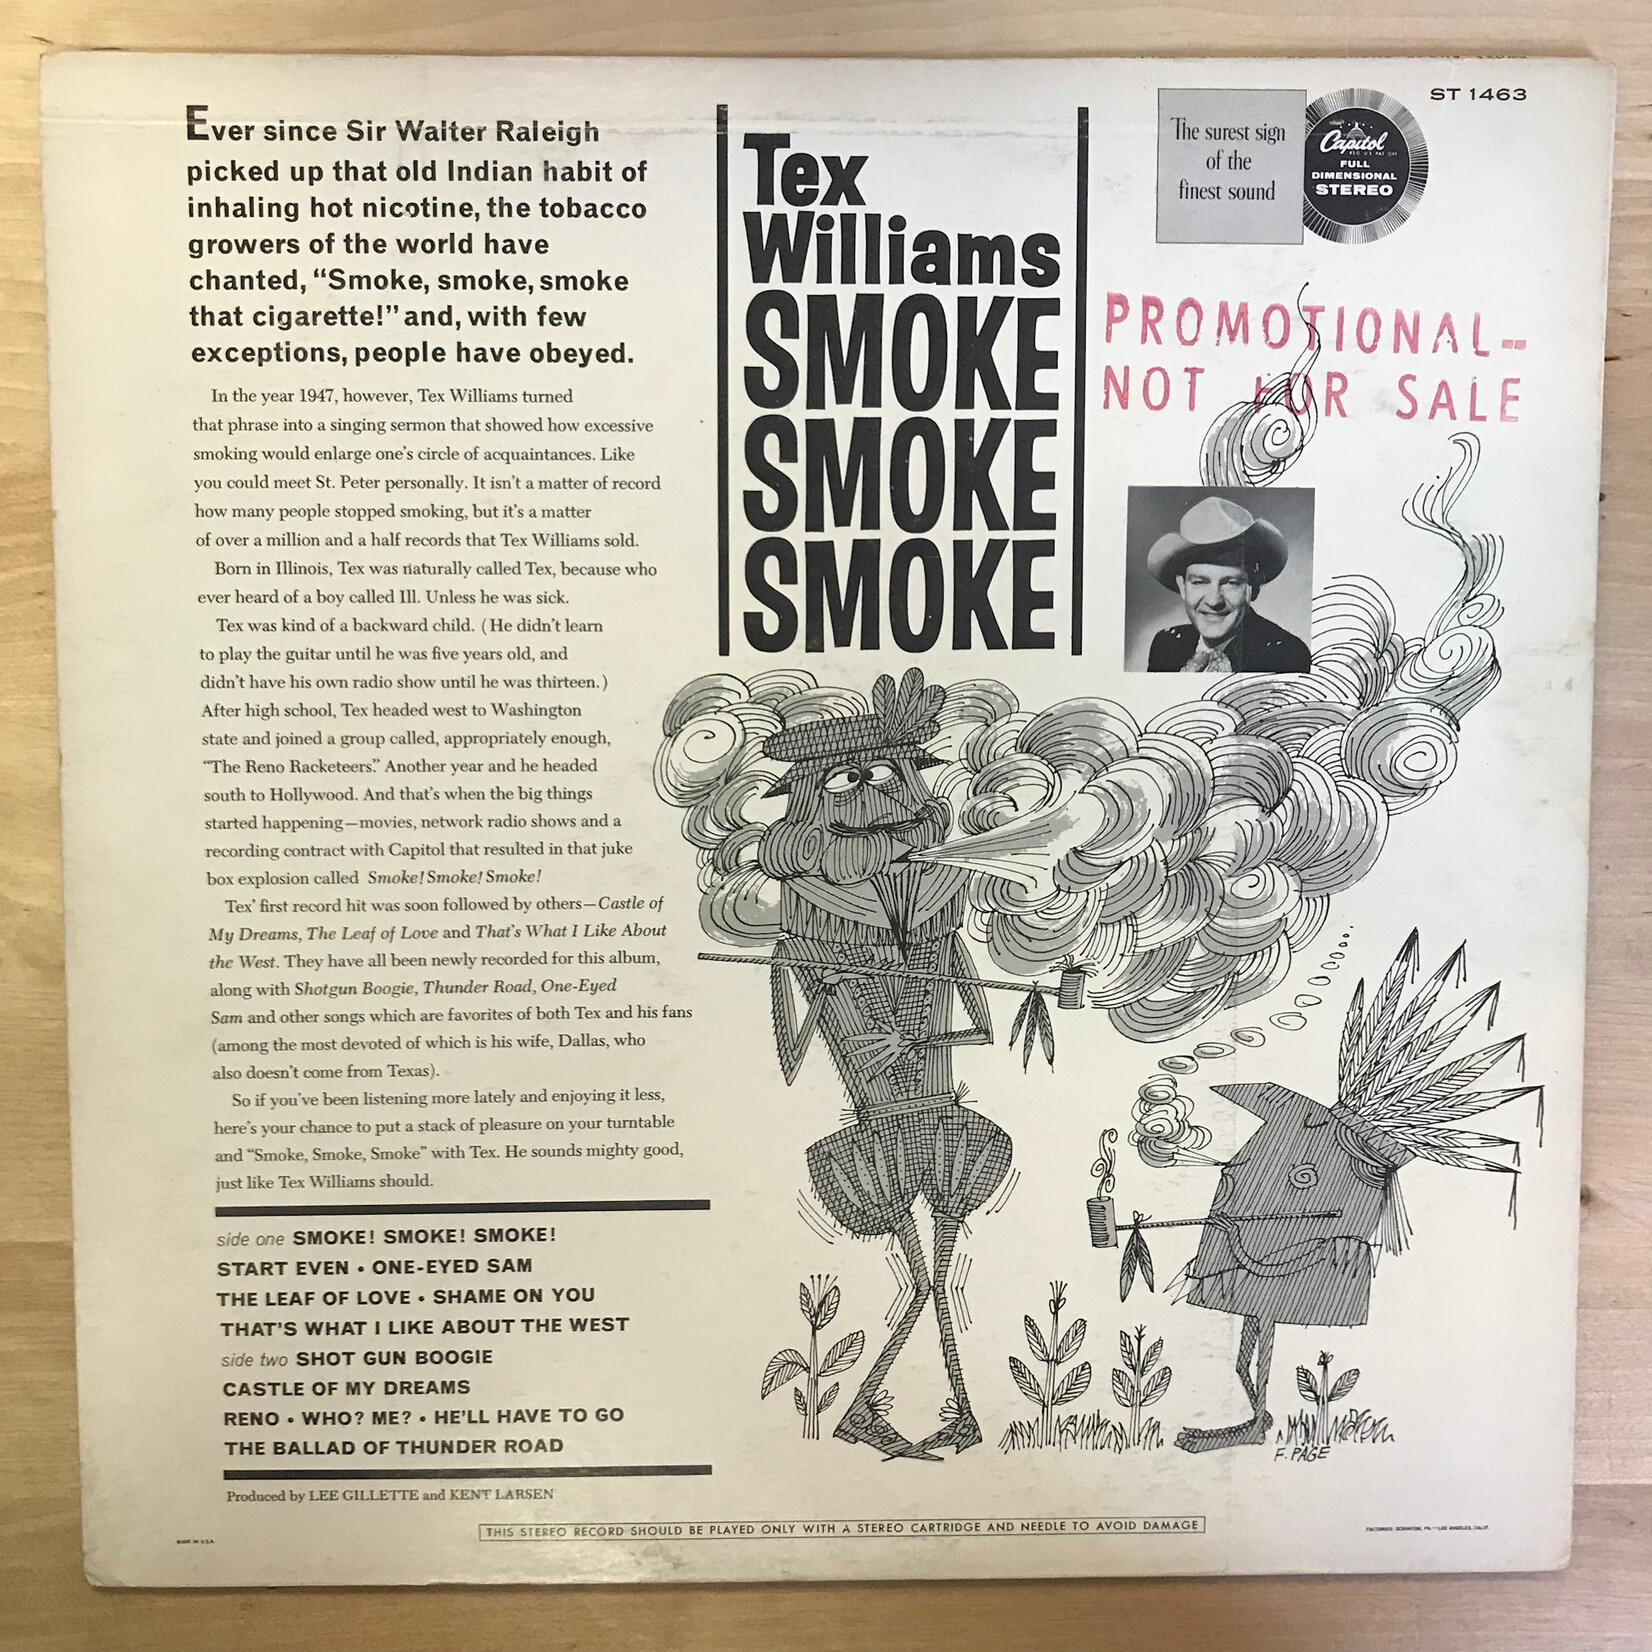 Ever since Sir Walter Raleigh
picked up that old Indian habit of
inhaling hot nicotine, the tobacco
growers of the world have
chanted, “Smoke, smoke, smoke
that cigarette!” and, with few
exceptions, people have obeyed.
In the year 1947, however, Tex Williams turned
that phrase into a singing sermon that showed how excessive
smoking would enlarge one’s circle of acquaintances. Like
you could meet St. Peter personally. It isn’t a matter of record
how many people stopped smoking, but it’s a matter
of over a million and a half records that Tex Williams sold.
Born in Illinois, Tex was naturally called Tex, because who
ever heard of a boy called Ill. Unless he was sick.
Tex was kind of a backward child. (He didn’t learn
to play the guitar until he was five years old, and
didn’t have his own radio show until he was thirteen.)
After high school, Tex headed west to Washington
state and joined a group called, appropriately enough,
“The Reno Racketeers.” Another year and he headed
south to Hollywood. And that’s when the big things
started happening—movies, network radio shows and a
recording contract with Capitol that resulted in that juke
box explosion called Smoke! Smoke! Smoke!
Tex’ first record hit was soon followed by others—Castle of
My Dreams, The Leaf of Love and That’s What I Like About
the West. They have all been newly recorded for this album,
along with Shotgun Boogie, Thunder Road, One-Eyed
Sam and other songs which are favorites of both Tex and his fans
(among the most devoted of which is his wife, Dallas, who
also doesn’t come from Texas).
So if you’ve been listening more lately and enjoying it less,
here’s your chance to put a stack of pleasure on your turntable
and “Smoke, Smoke, Smoke” with Tex. He sounds mighty good,
just like Tex Williams should.
side one SMOKE! SMOKE! SMOKE!
START EVEN • ONE-EYED SAM
THE LEAF OF LOVE • SHAME ON YOU
THAT’S WHAT I LIKE ABOUT THE WEST
side two SHOT GUN BOOGIE
CASTLE OF MY DREAMS
RENO • WHO? ME? • HE’LL HAVE TO GO
THE BALLAD OF THUNDER ROAD
Produced by LEE GILLETTE and KENT LARSEN
MADE IN U.S.A.
Tex
Williams
SMOKE
SMOKE
SMOKE
The surest sign
of the
finest sound
Capitol
REG. U.S. PAT. OFF.
FULL
DIMENSIONAL
STEREO
ST 1463
PROMOTIONAL--
NOT FOR SALE
F. PAGE
THIS STEREO RECORD SHOULD BE PLAYED ONLY WITH A STEREO CARTRIDGE AND NEEDLE TO AVOID DAMAGE
FACTORIES: SCRANTON, PA.—LOS ANGELES, CALIF.